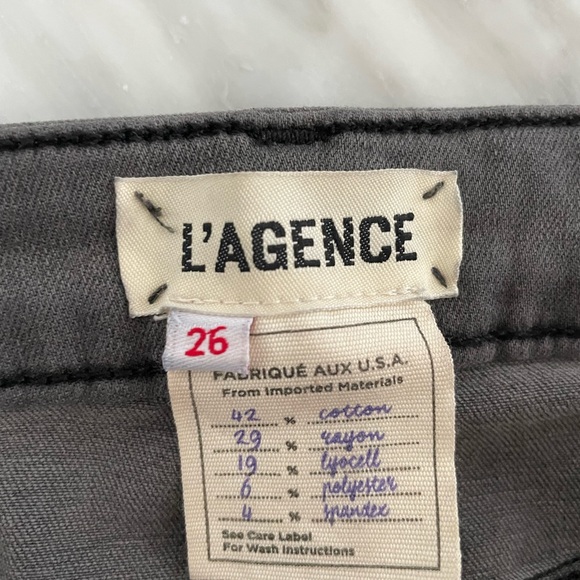 L'AGENCE
26
FABRIQUÉ AUX U.S.A.
From Imported Materials
42 % cotton
29 % rayon
19 % lyocell
6 % polyester
4 % spandex
See Care Label
For Wash Instructions